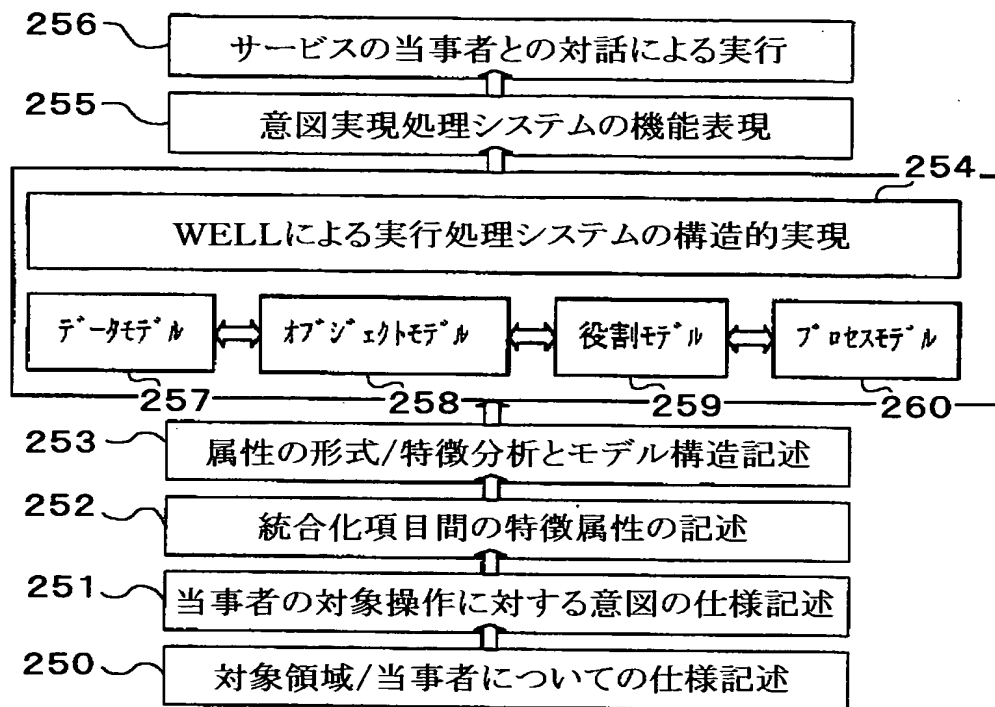 256
サービスの当事者との対話による実行
255
意図実現処理システムの機能表現
254
WELLによる実行処理システムの構造的実現
ﾃﾞｰﾀﾓﾃﾞﾙ
ｵﾌﾞｼﾞｪｸﾄﾓﾃﾞﾙ
役割ﾓﾃﾞﾙ
ﾌﾟﾛｾｽﾓﾃﾞﾙ
257
258
259
260
253
属性の形式/特徴分析とモデル構造記述
252
統合化項目間の特徴属性の記述
251
当事者の対象操作に対する意図の仕様記述
250
対象領域/当事者についての仕様記述